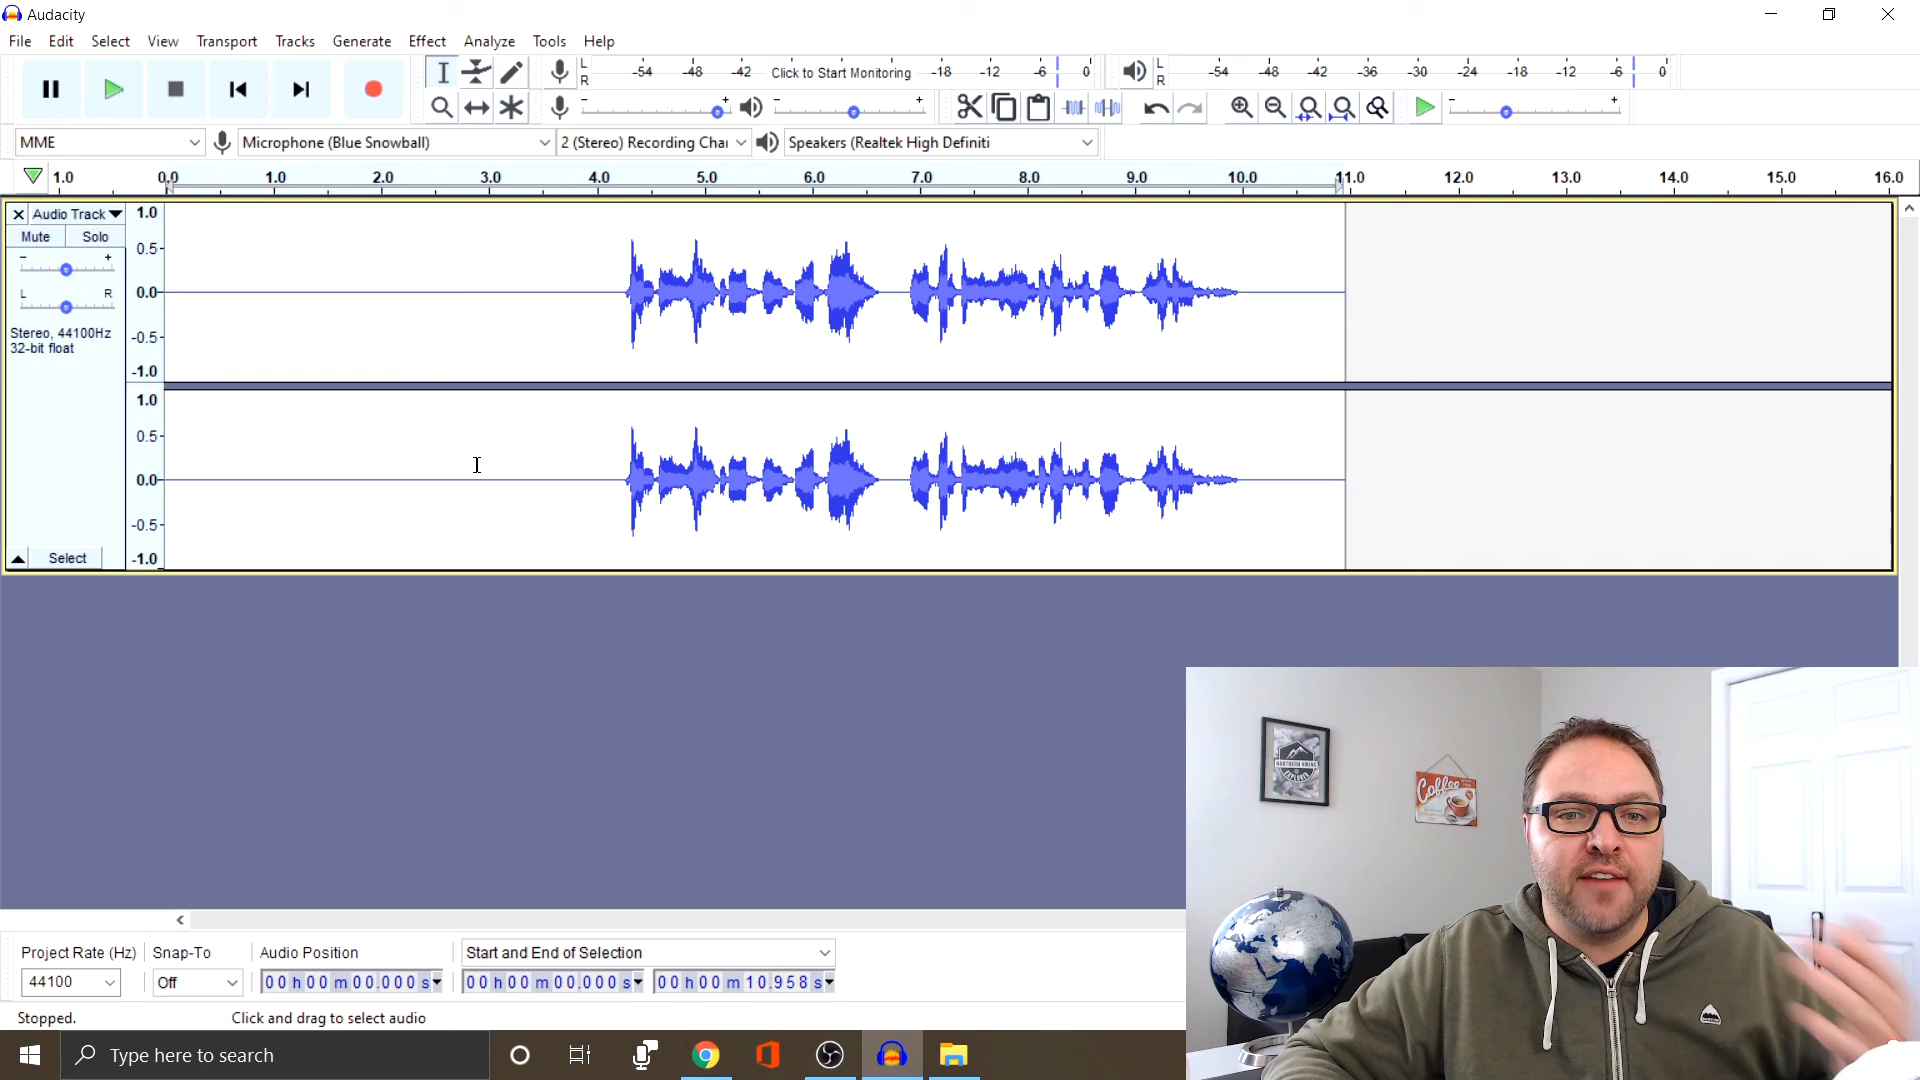 Audacity
File Edit Select View Transport Tracks Generate Effect Analyze Tools Help
L R -54 -48 -42 Click to Start Monitoring -18 -12 -6 0 L R -54 -48 -42 -36 -30 -24 -18 -12 -6 0
- + - + - +
MME Microphone (Blue Snowball) 2 (Stereo) Recording Char Speakers (Realtek High Definiti
1.0 0.0 1.0 2.0 3.0 4.0 5.0 6.0 7.0 8.0 9.0 10.0 11.0 12.0 13.0 14.0 15.0 16.0
Audio Track 1.0
Mute Solo
0.5
- +
L R 0.0
Stereo, 44100Hz -0.5
32-bit float
-1.0
1.0
0.5
0.0
-0.5
Select -1.0
NORTHERN VIKING
EXPLORER
Coffee
Project Rate (Hz) Snap-To Audio Position Start and End of Selection
44100 Off 00 h 00 m 00.000 s 00 h 00 m 00.000 s 00 h 00 m 10.958 s
Stopped. Click and drag to select audio
Type here to search